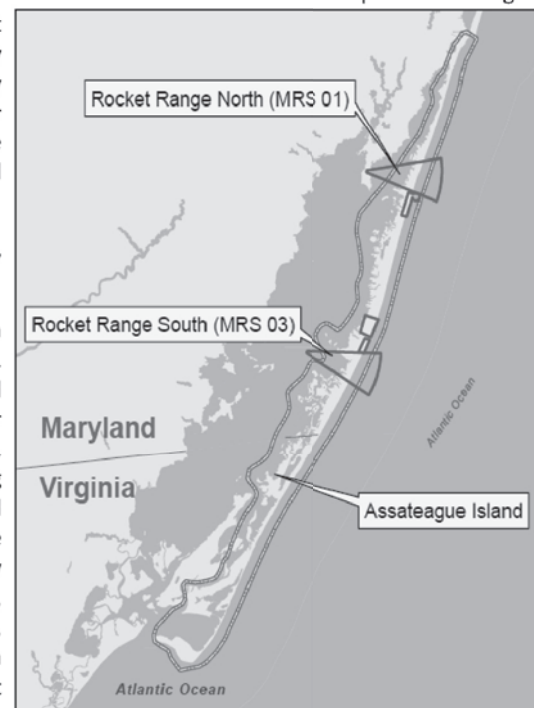 Rocket Range North (MRS 01)
Rocket Range South (MRS 03)
Maryland
Virginia
Atlantic Ocean
Assateague Island
Atlantic Ocean